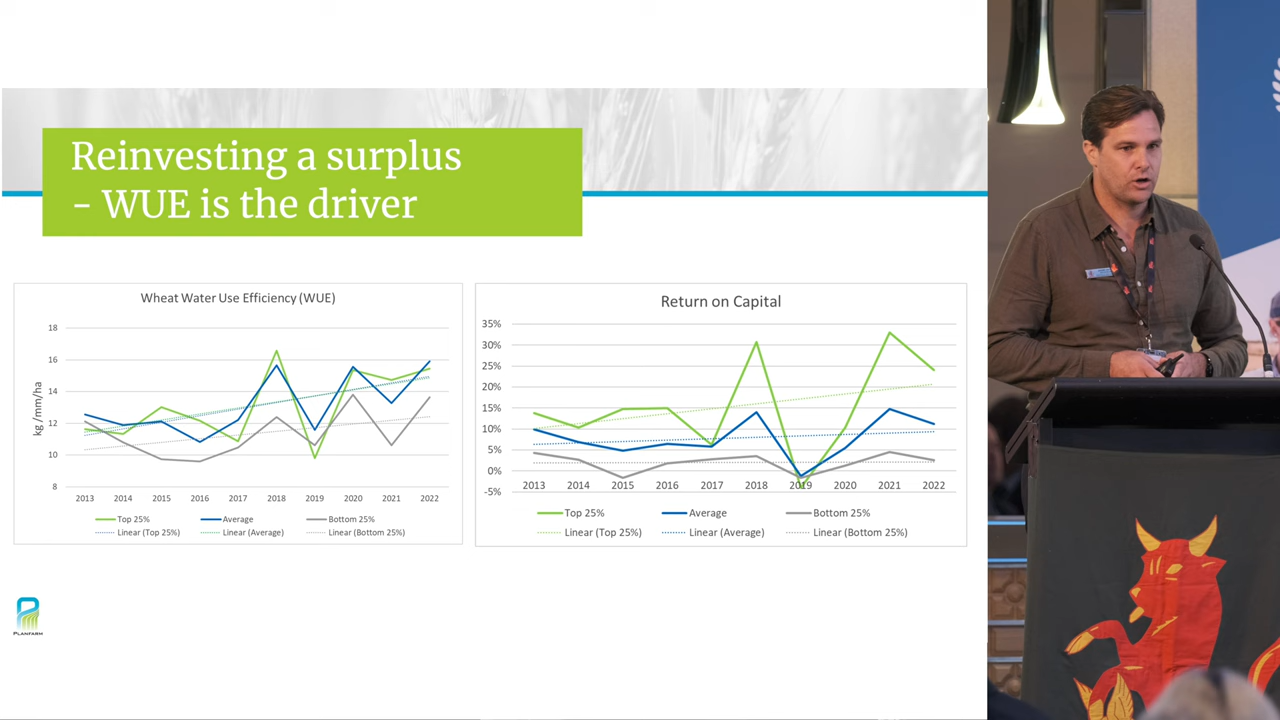 Reinvesting a surplus
- WUE is the driver
Wheat Water Use Efficiency (WUE)
kg /mm/ha
18
16
14
12
10
8
2013 2014 2015 2016 2017 2018 2019 2020 2021 2022
Top 25% Average Bottom 25%
Linear (Top 25%) Linear (Average) Linear (Bottom 25%)
Return on Capital
35%
30%
25%
20%
15%
10%
5%
0%
-5%
2013 2014 2015 2016 2017 2018 2019 2020 2021 2022
Top 25% Average Bottom 25%
Linear (Top 25%) Linear (Average) Linear (Bottom 25%)
PLANFARM